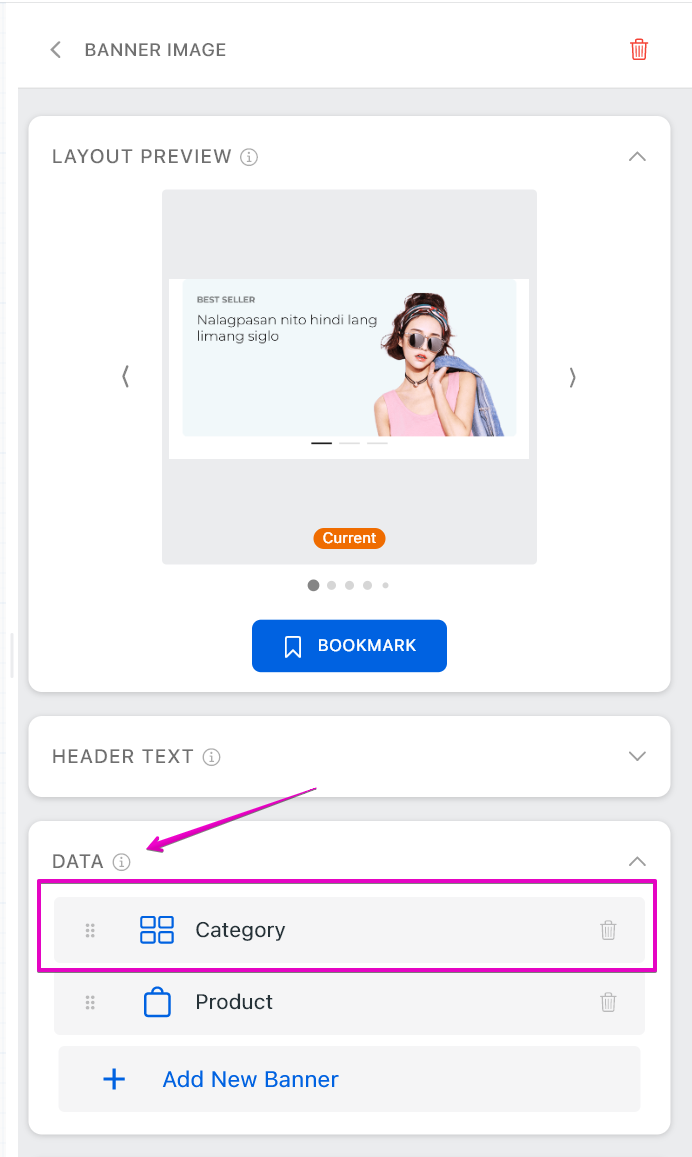 BANNER IMAGE
LAYOUT PREVIEW
BEST SELLER
Nalagpasan nito hindi lang
limang siglo
Current
BOOKMARK
HEADER TEXT
DATA
Category
Product
Add New Banner